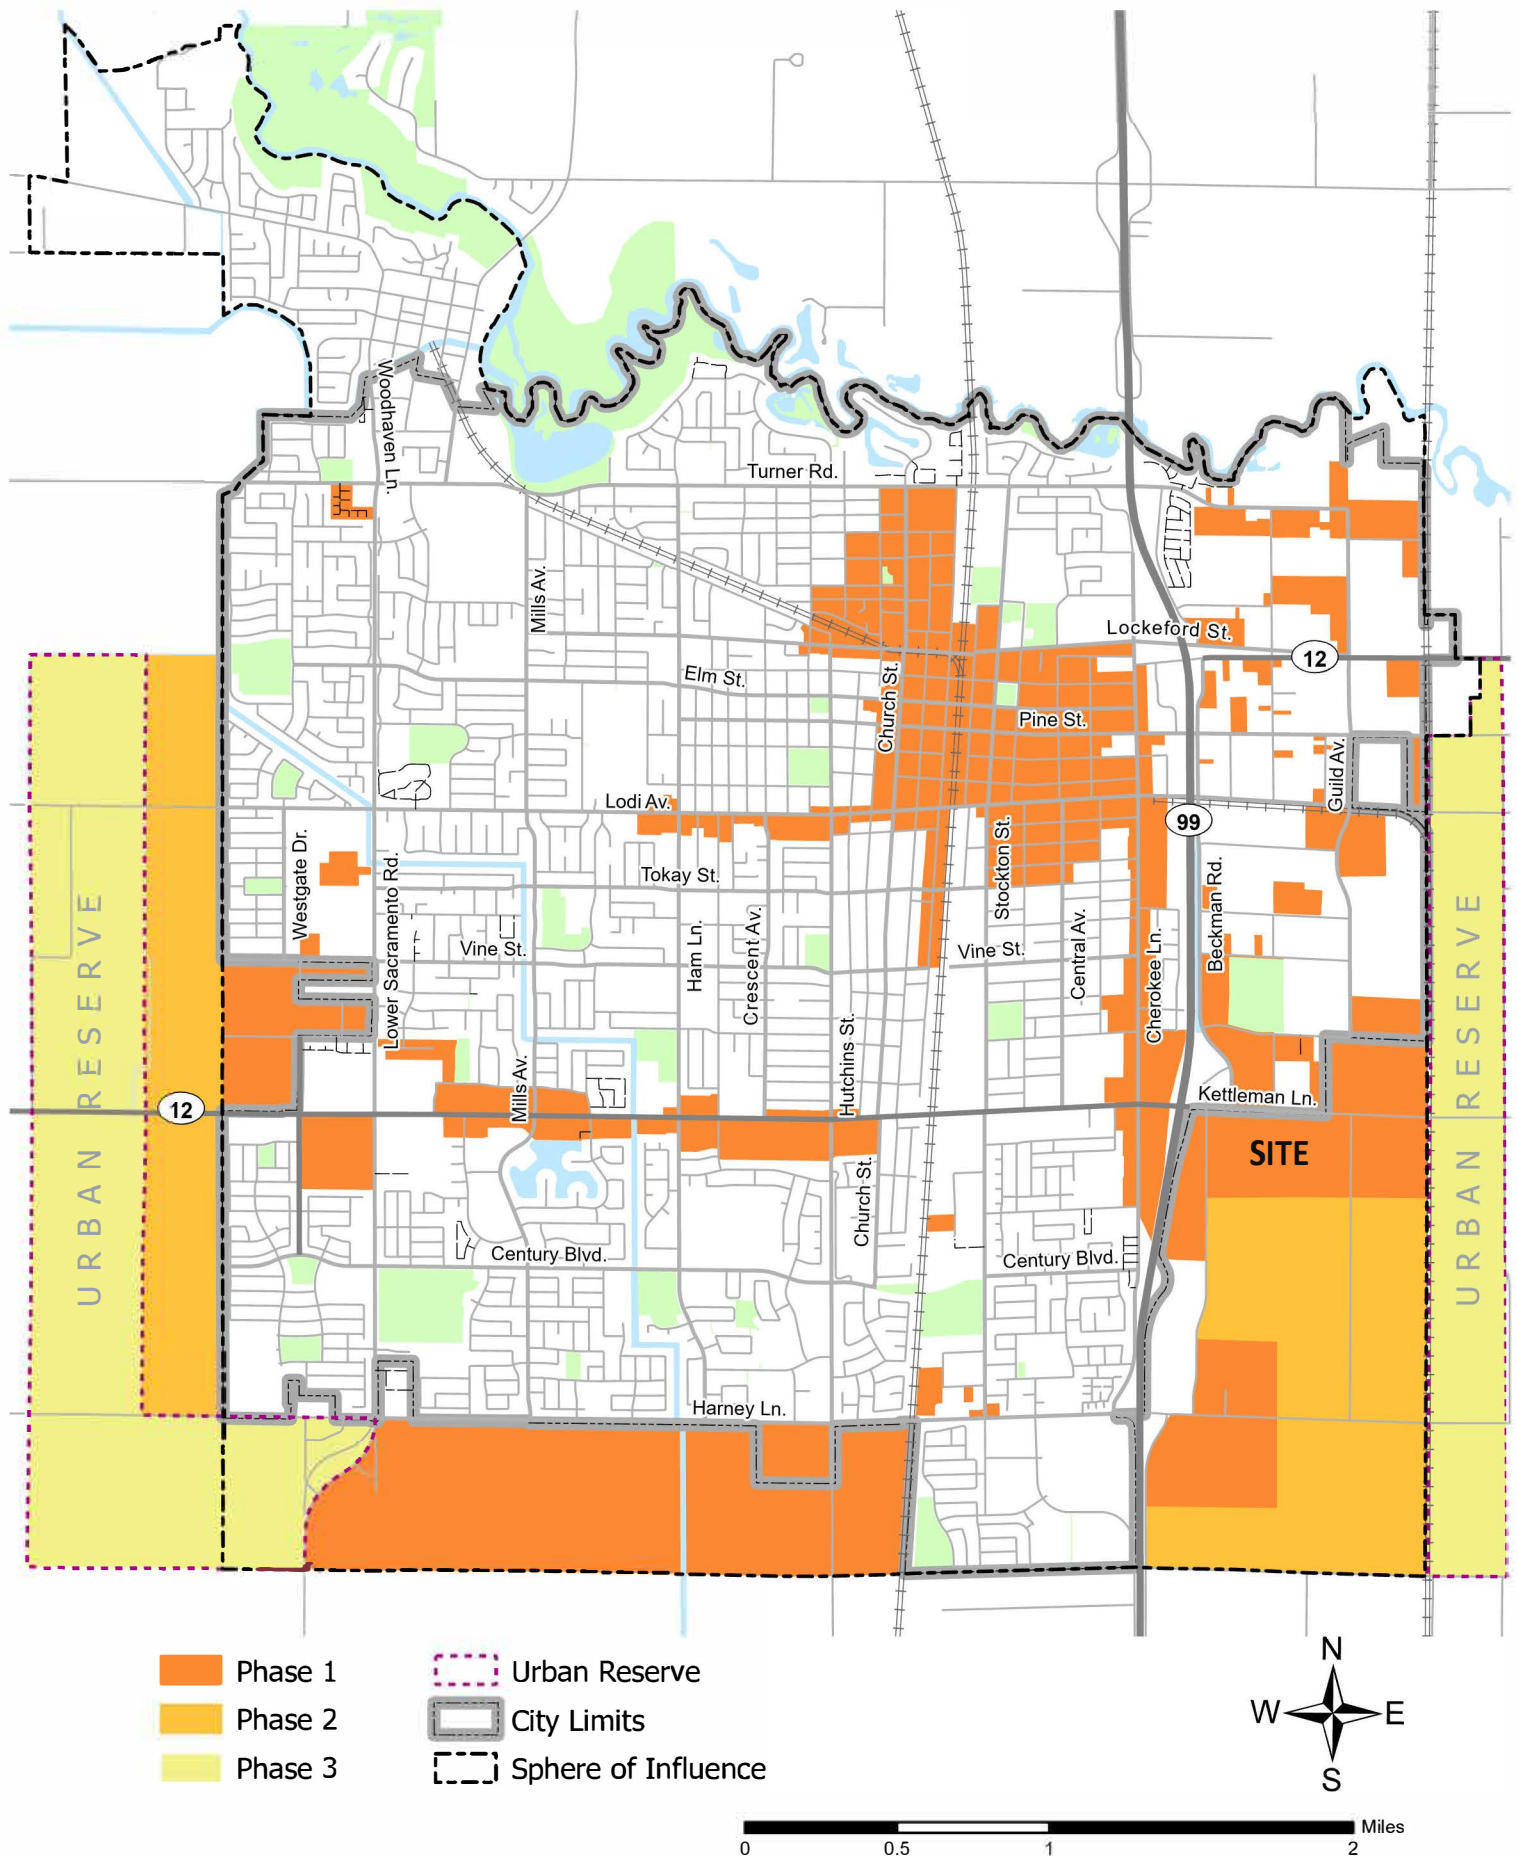 Woodhaven Ln.
Turner Rd.
Mills Av.
Lockeford St.
12
Elm St.
Church St.
Pine St.
Guild Av.
Lodi Av.
99
Westgate Dr.
Lower Sacramento Rd.
Tokay St.
Stockton St.
Beckman Rd.
URBAN RESERVE
URBAN RESERVE
Vine St.
Ham Ln.
Crescent Av.
Vine St.
Central Av.
Cherokee Ln.
Hutchins St.
Mills Av.
Kettleman Ln.
12
SITE
Church St.
Century Blvd.
Century Blvd.
Harney Ln.
Phase 1
Phase 2
Phase 3
Urban Reserve
City Limits
Sphere of Influence
N
W E
S
Miles
0 0.5 1 2